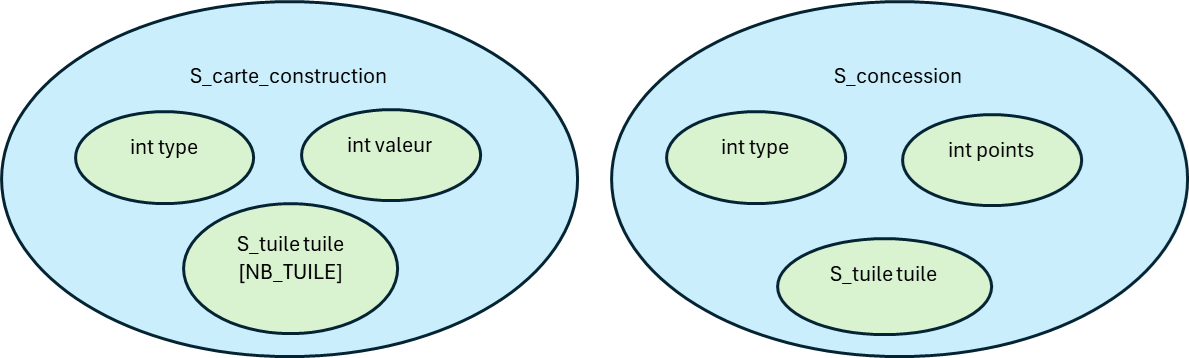 S_carte_construction
int type
int valeur
S_tuile tuile
[NB_TUILE]
S_concession
int type
int points
S_tuile tuile